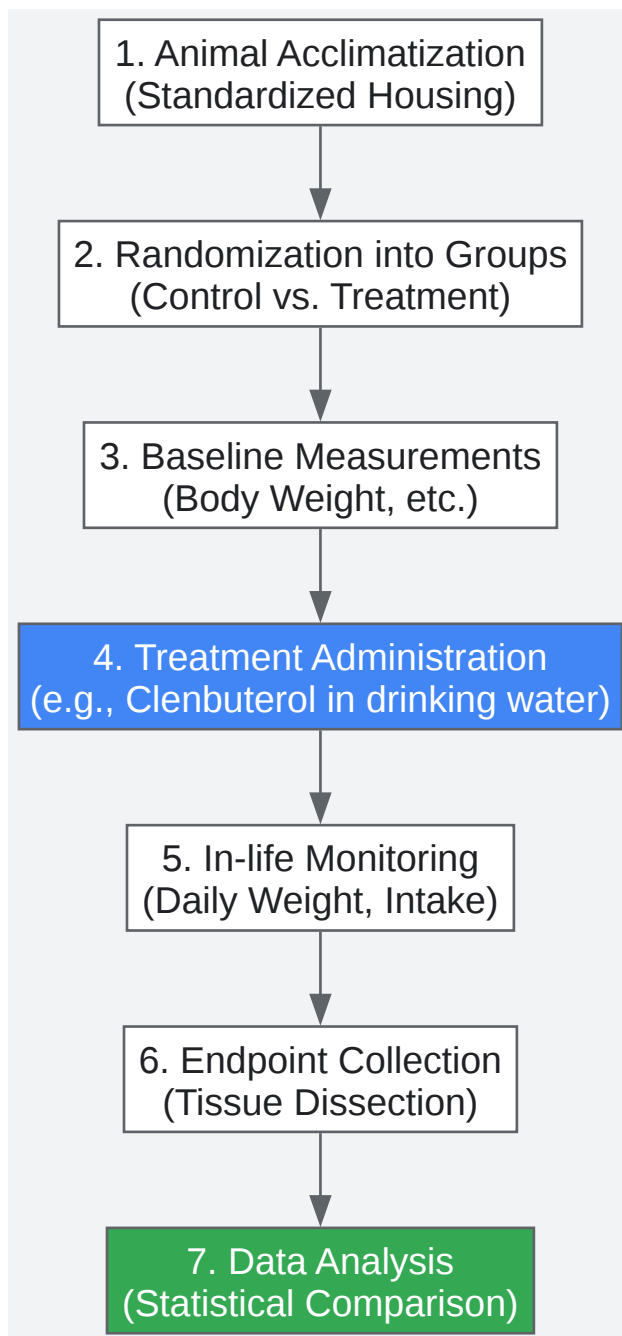 1. Animal Acclimatization
(Standardized Housing)
2. Randomization into Groups
(Control vs. Treatment)
3. Baseline Measurements
(Body Weight, etc.)
4. Treatment Administration
(e.g., Clenbuterol in drinking water)
5. In-life Monitoring
(Daily Weight, Intake)
6. Endpoint Collection
(Tissue Dissection)
7. Data Analysis
(Statistical Comparison)